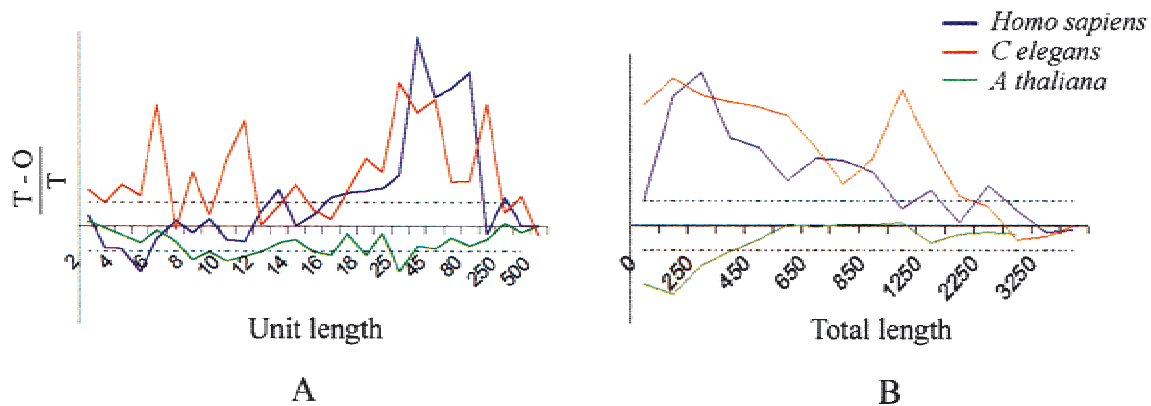 Homo sapiens
C elegans
A thaliana
T - O
T
2 4 6 8 10 12 14 16 18 25 45 80 250 500
Unit length
A
0 250 450 650 850 1250 2250 3250
Total length
B